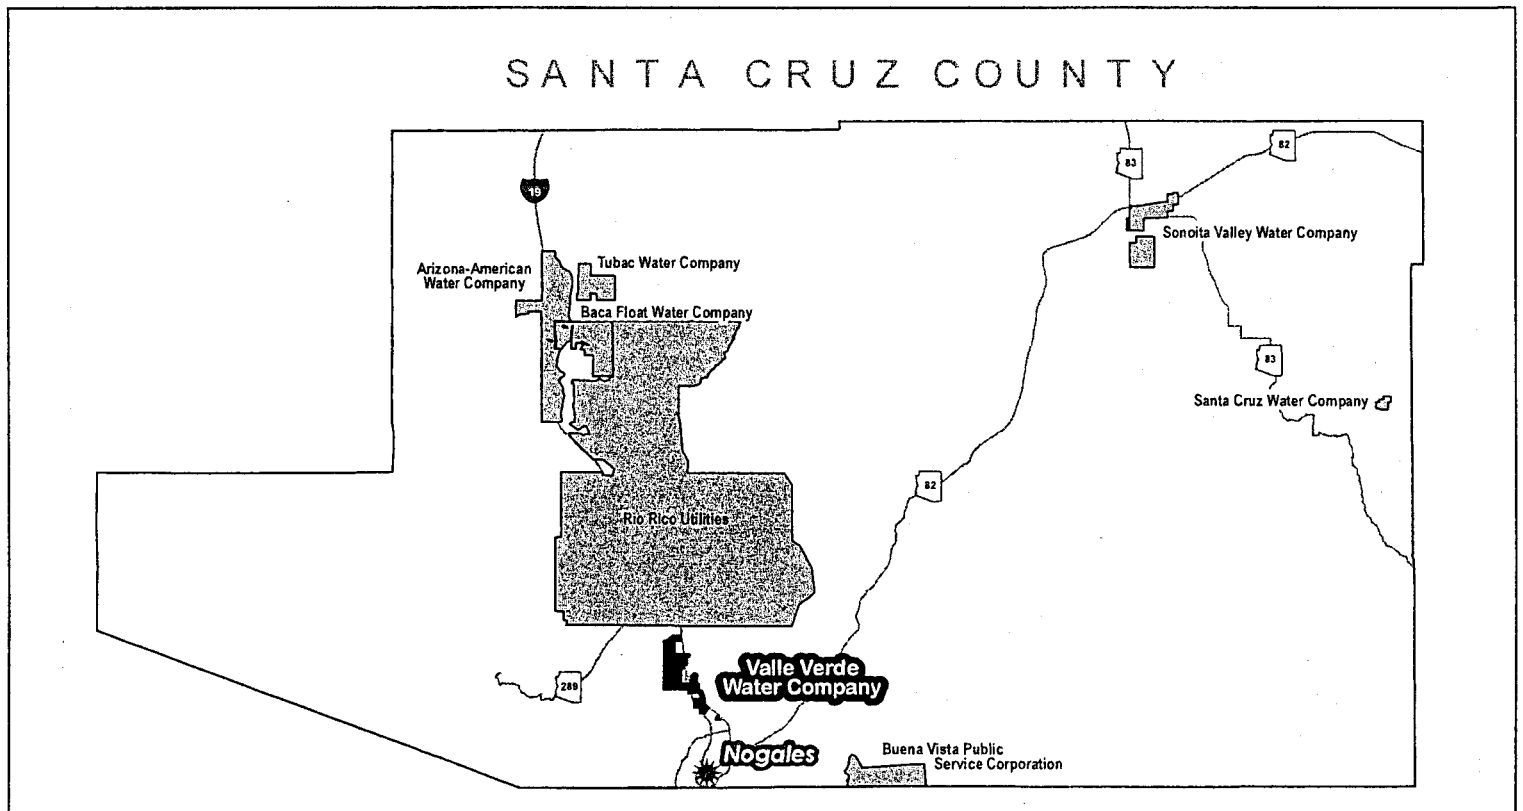 SANTA CRUZ COUNTY
83
82
19
Sonoita Valley Water Company
Arizona-American
Water Company
Tubac Water Company
Baca Float Water Company
83
Santa Cruz Water Company
82
Rio Rico Utilities
289
Valle Verde
Water Company
Nogales
Buena Vista Public
Service Corporation